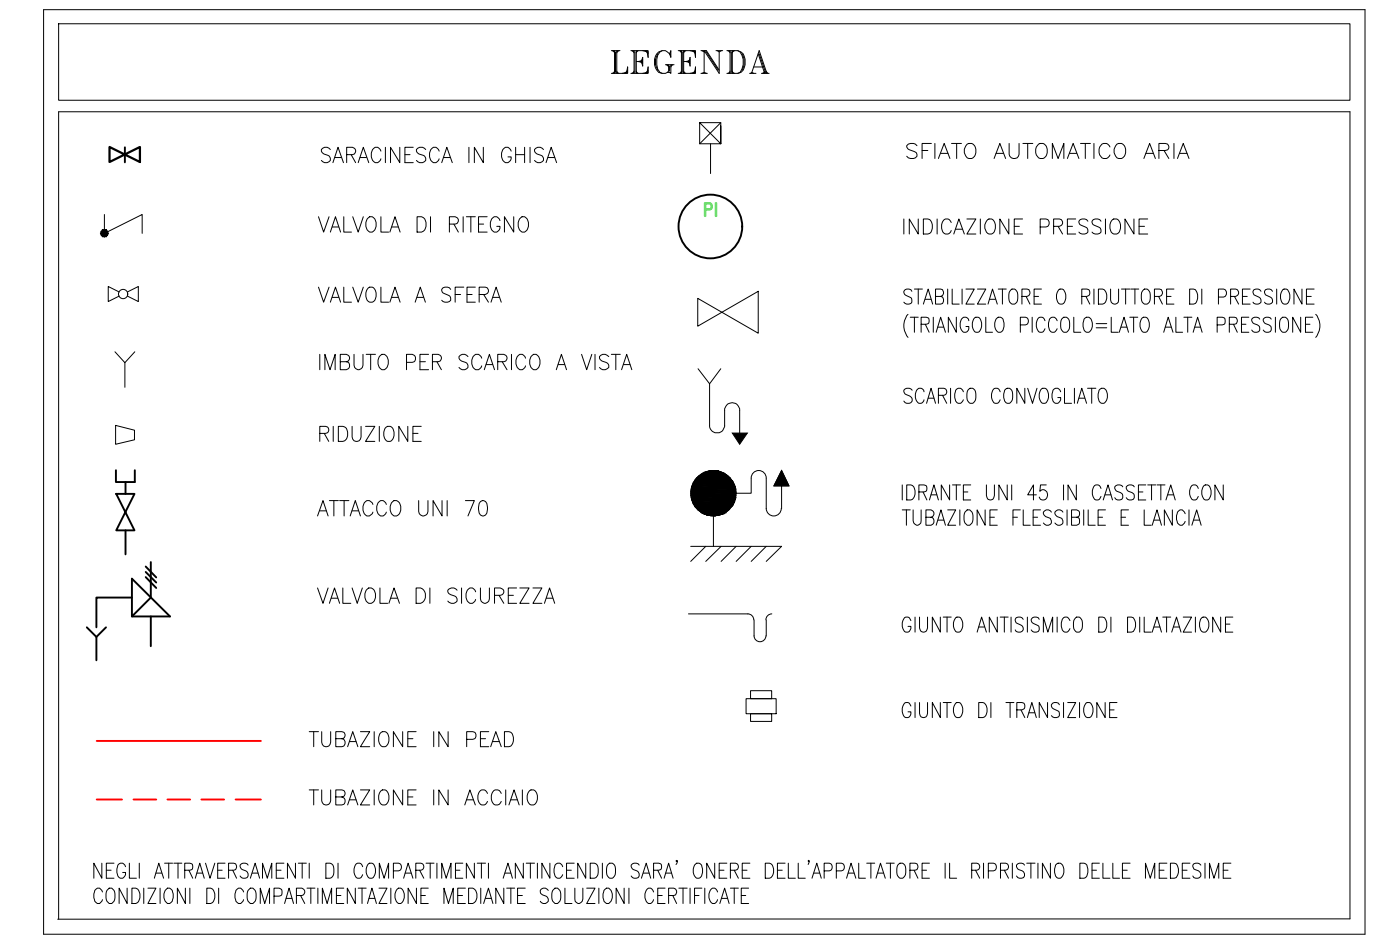 LEGENDA
SARACINESCA IN GHISA
VALVOLA DI RITEGNO
VALVOLA A SFERA
IMBUTO PER SCARICO A VISTA
RIDUZIONE
ATTACCO UNI 70
VALVOLA DI SICUREZZA
TUBAZIONE IN PEAD
TUBAZIONE IN ACCIAIO
SFIATO AUTOMATICO ARIA
PI
INDICAZIONE PRESSIONE
STABILIZZATORE O RIDUTTORE DI PRESSIONE
(TRIANGOLO PICCOLO=LATO ALTA PRESSIONE)
SCARICO CONVOGLIATO
IDRANTE UNI 45 IN CASSETTA CON
TUBAZIONE FLESSIBILE E LANCIA
GIUNTO ANTISISMICO DI DILATAZIONE
GIUNTO DI TRANSIZIONE
NEGLI ATTRAVERSAMENTI DI COMPARTIMENTI ANTINCENDIO SARA' ONERE DELL'APPALTATORE IL RIPRISTINO DELLE MEDESIME
CONDIZIONI DI COMPARTIMENTAZIONE MEDIANTE SOLUZIONI CERTIFICATE